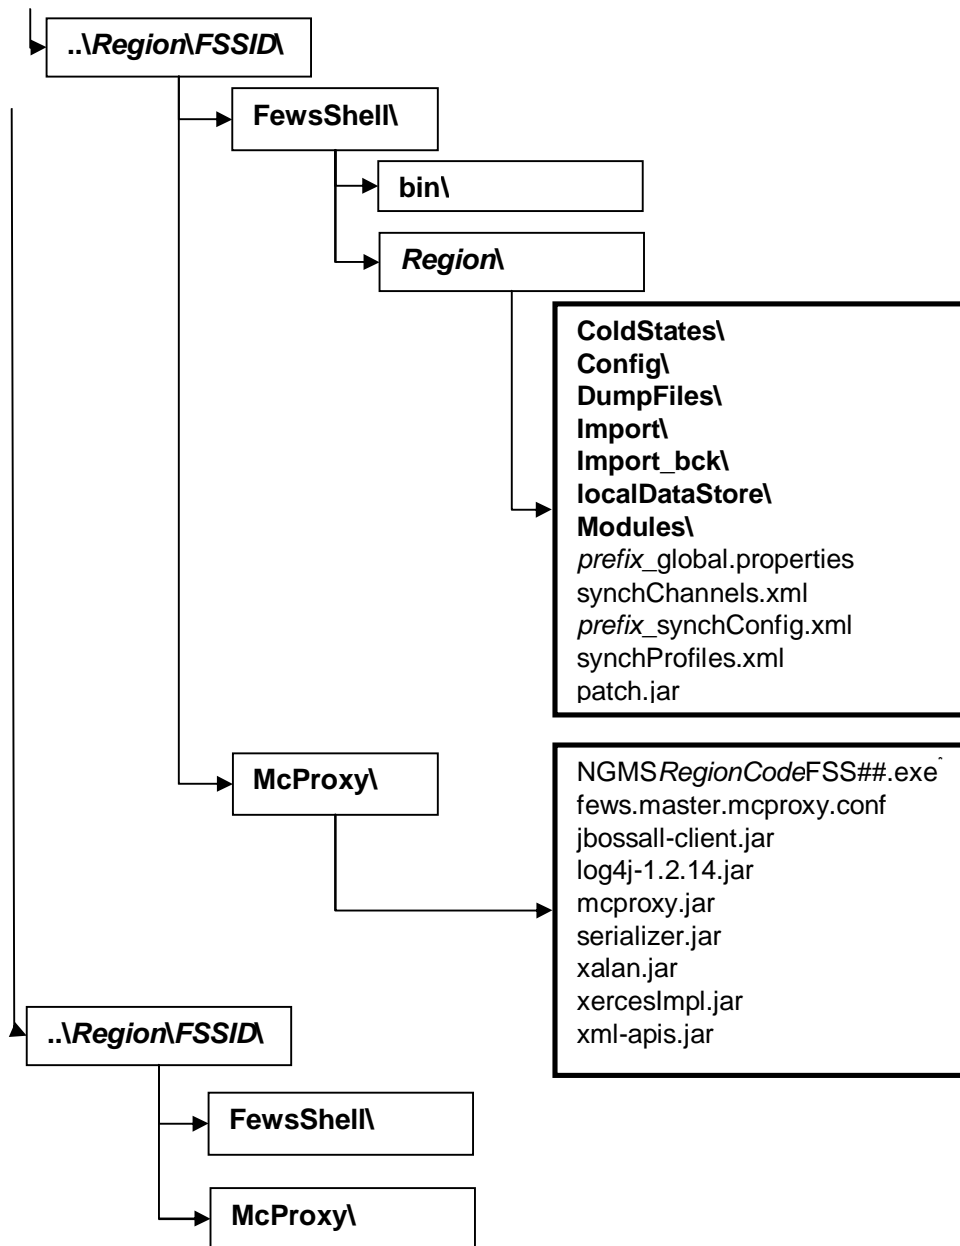 ..\Region\FSSID\
FewsShell\
bin\
Region\
ColdStates\
Config\
DumpFiles\
Import\
Import_bck\
localDataStore\
Modules\
prefix_global.properties
synchChannels.xml
prefix_synchConfig.xml
synchProfiles.xml
patch.jar
McProxy\
NGMSRegionCodeFSS##.exe
fews.master.mcproxy.conf
jbossall-client.jar
log4j-1.2.14.jar
mcproxy.jar
serializer.jar
xalan.jar
xercesImpl.jar
xml-apis.jar
..\Region\FSSID\
FewsShell\
McProxy\